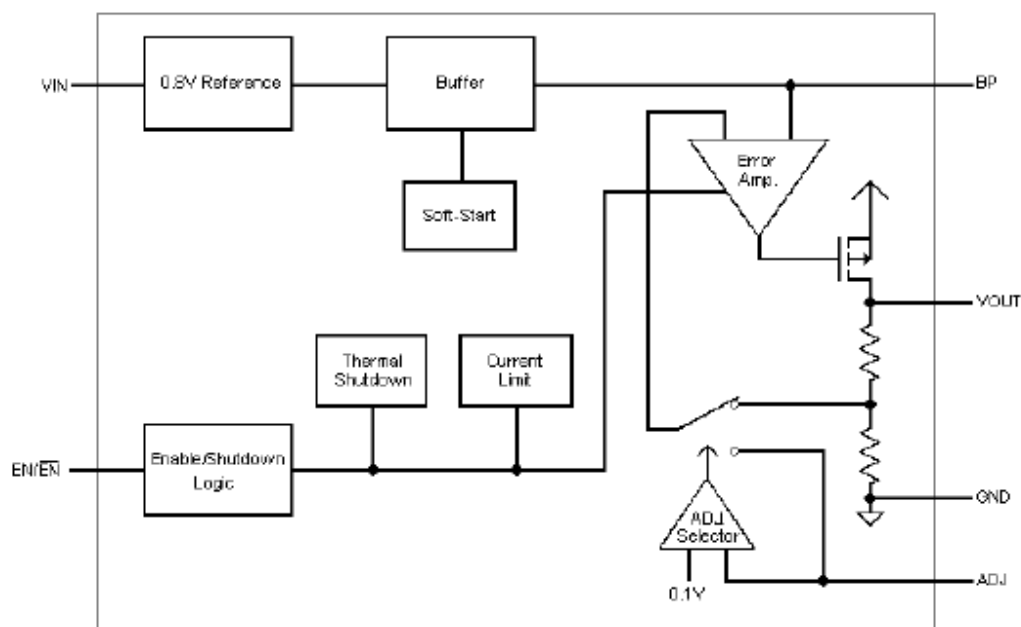 VIN
0.8V Reference
Buffer
BP
Error
Amp.
Soft-Start
VOUT
Thermal
Shutdown
Current
Limit
EN/EN
Enable/Shutdown
Logic
GND
ADJ
Selector
0.1V
ADJ